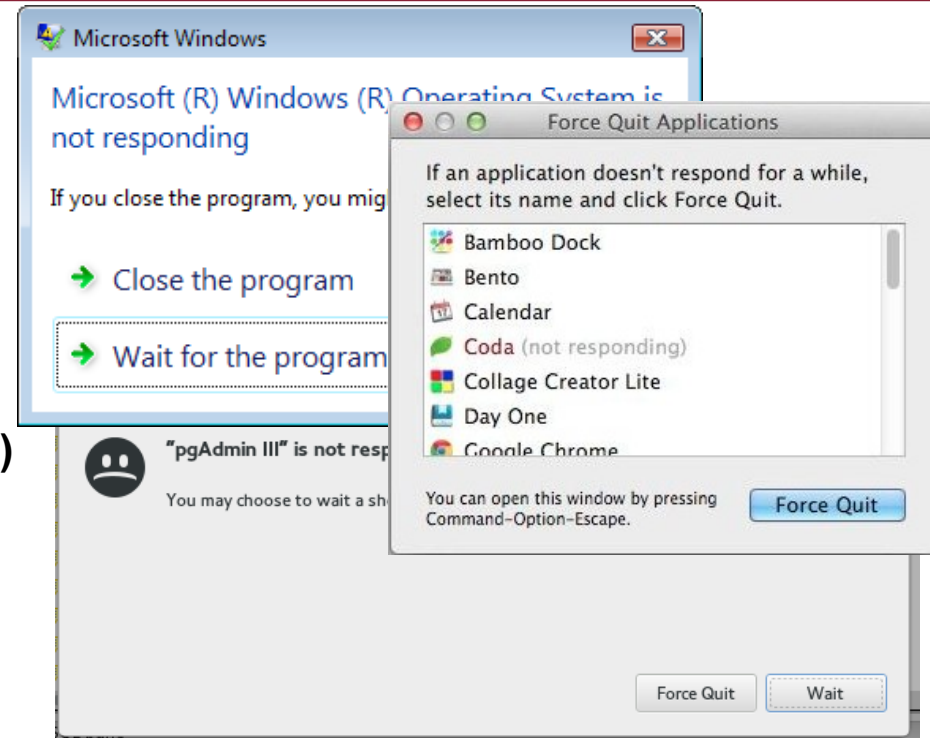 Microsoft Windows
Microsoft (R) Windows (R) Operating System is
not responding
If you close the program, you mig
Close the program
Wait for the program
Force Quit Applications
If an application doesn't respond for a while,
select its name and click Force Quit.
Bamboo Dock
Bento
Calendar
Coda (not responding)
Collage Creator Lite
Day One
Google Chrome
You can open this window by pressing
Command-Option-Escape.
Force Quit
)
"pgAdmin III" is not resp
You may choose to wait a sh
Force Quit
Wait